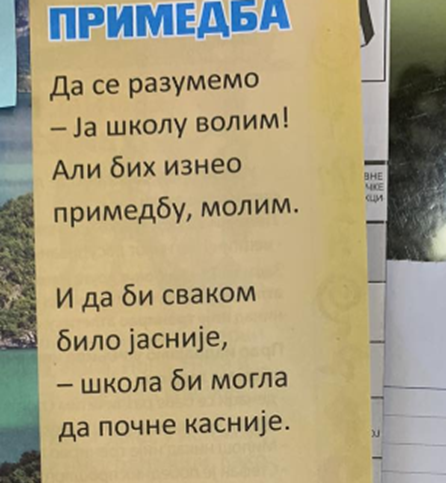 ПРИМЕДБА
Да се разумемо
– Ја школу волим!
Али бих изнео
примедбу, молим.
И да би сваком
било јасније,
– школа би могла
да почне касније.